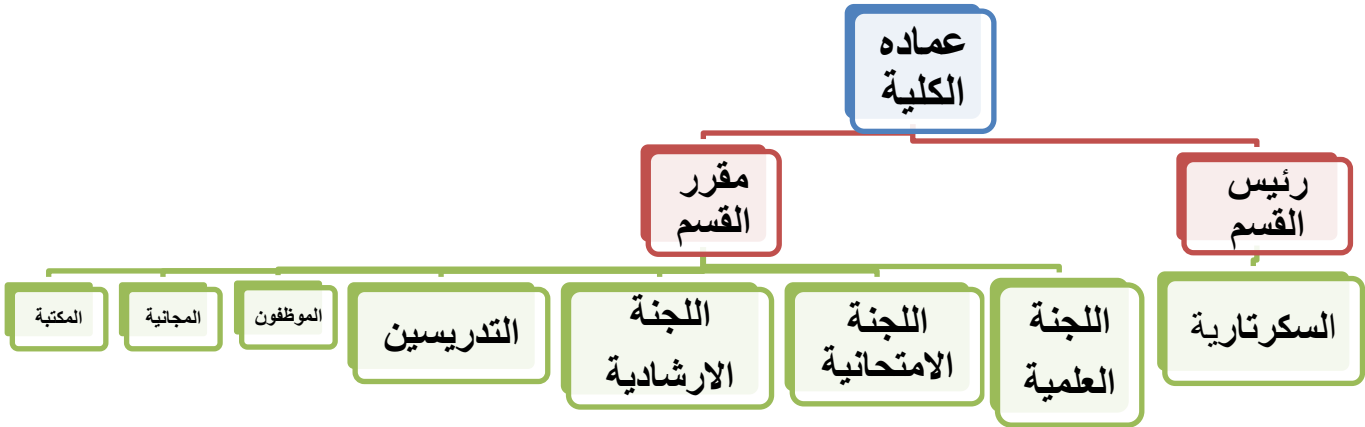 عماده
الكلية
رئيس
القسم
مقرر
القسم
السكرتارية
اللجنة
العلمية
اللجنة
الامتحانية
اللجنة
الارشادية
التدريسين
الموظفون
المجانية
المكتبة